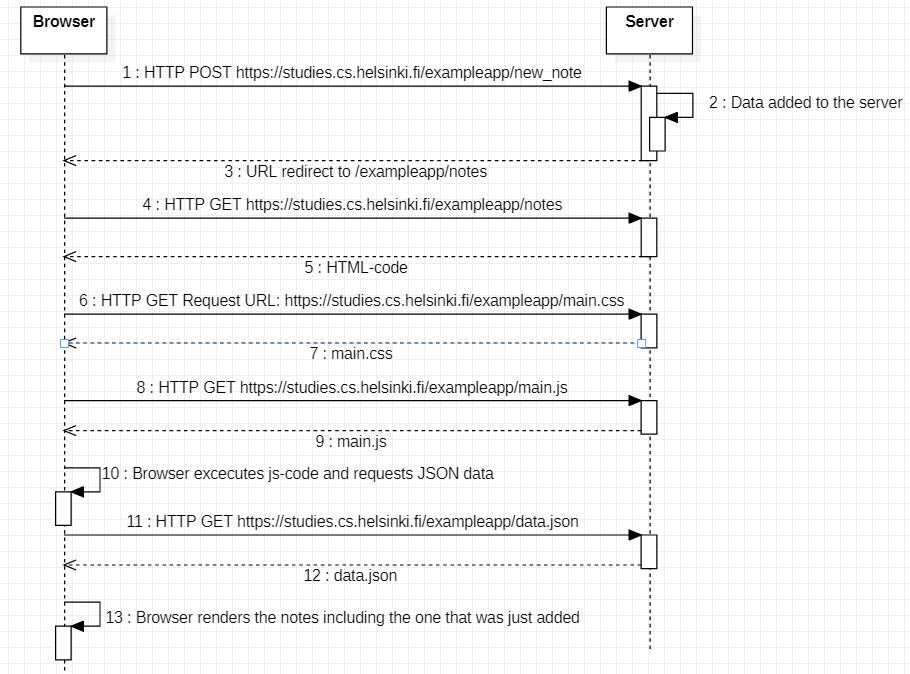 Browser
Server
1 : HTTP POST https://studies.cs.helsinki.fi/exampleapp/new_note
2 : Data added to the server
3 : URL redirect to /exampleapp/notes
4 : HTTP GET https://studies.cs.helsinki.fi/exampleapp/notes
5 : HTML-code
6 : HTTP GET Request URL: https://studies.cs.helsinki.fi/exampleapp/main.css
7 : main.css
8 : HTTP GET https://studies.cs.helsinki.fi/exampleapp/main.js
9 : main.js
10 : Browser excecutes js-code and requests JSON data
11 : HTTP GET https://studies.cs.helsinki.fi/exampleapp/data.json
12 : data.json
13 : Browser renders the notes including the one that was just added